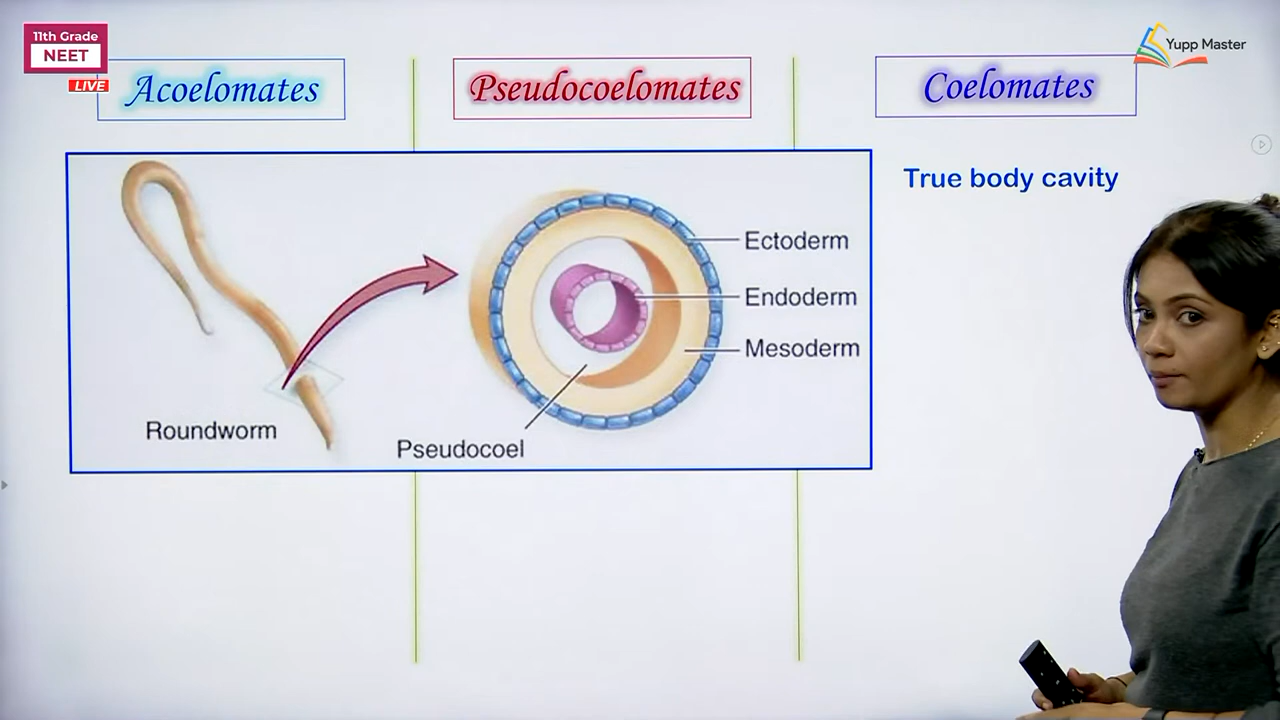 11th Grade
NEET
LIVE
Yupp Master
Acoelomates
Pseudocoelomates
Coelomates
True body cavity
Ectoderm
Endoderm
Mesoderm
Roundworm
Pseudocoel